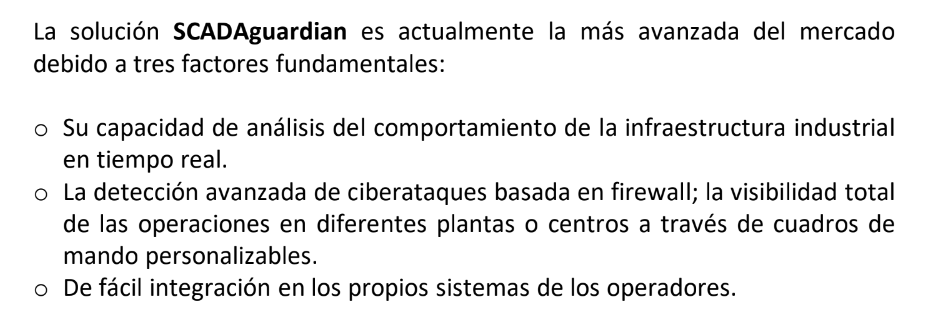 La solución SCADAguardian es actualmente la más avanzada del mercado
debido a tres factores fundamentales:
o Su capacidad de análisis del comportamiento de la infraestructura industrial
en tiempo real.
o La detección avanzada de ciberataques basada en firewall; la visibilidad total
de las operaciones en diferentes plantas o centros a través de cuadros de
mando personalizables.
o De fácil integración en los propios sistemas de los operadores.